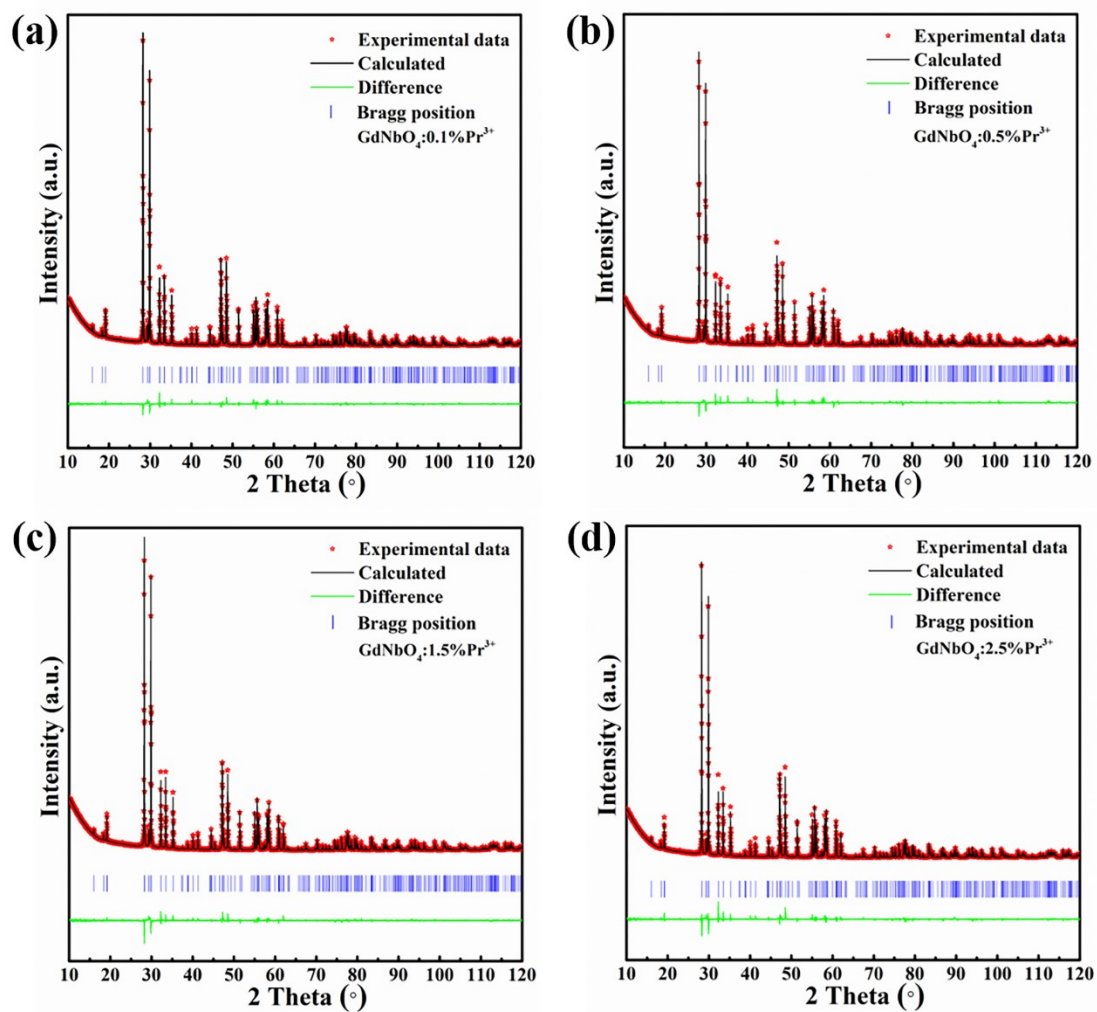 (a)
Experimental data
Calculated
Difference
Bragg position
GdNbO₄:0.1%Pr³⁺
Intensity (a.u.)
10 20 30 40 50 60 70 80 90 100 110 120
2 Theta (°)
(b)
Experimental data
Calculated
Difference
Bragg position
GdNbO₄:0.5%Pr³⁺
Intensity (a.u.)
10 20 30 40 50 60 70 80 90 100 110 120
2 Theta (°)
(c)
Experimental data
Calculated
Difference
Bragg position
GdNbO₄:1.5%Pr³⁺
Intensity (a.u.)
10 20 30 40 50 60 70 80 90 100 110 120
2 Theta (°)
(d)
Experimental data
Calculated
Difference
Bragg position
GdNbO₄:2.5%Pr³⁺
Intensity (a.u.)
10 20 30 40 50 60 70 80 90 100 110 120
2 Theta (°)